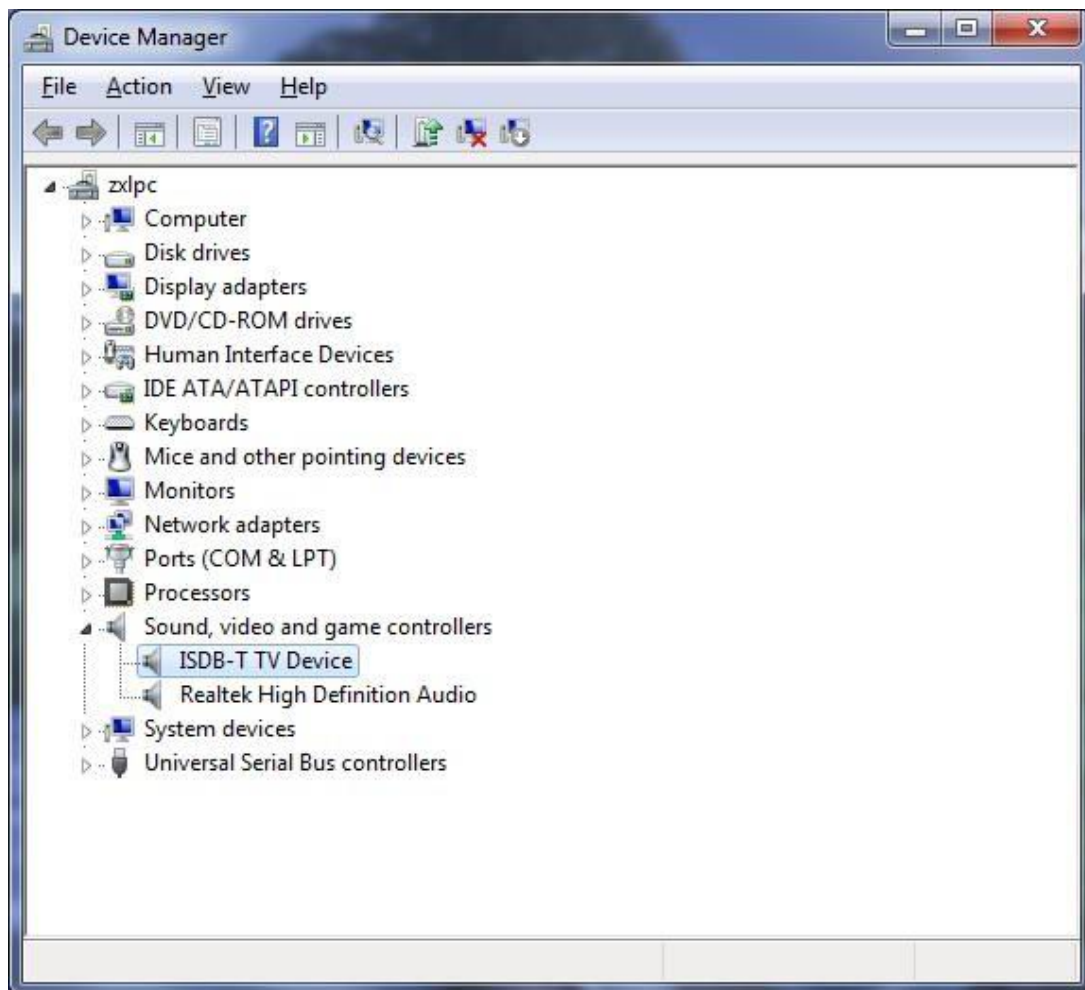 Device Manager
File Action View Help
zxlpc
Computer
Disk drives
Display adapters
DVD/CD-ROM drives
Human Interface Devices
IDE ATA/ATAPI controllers
Keyboards
Mice and other pointing devices
Monitors
Network adapters
Ports (COM & LPT)
Processors
Sound, video and game controllers
ISDB-T TV Device
Realtek High Definition Audio
System devices
Universal Serial Bus controllers